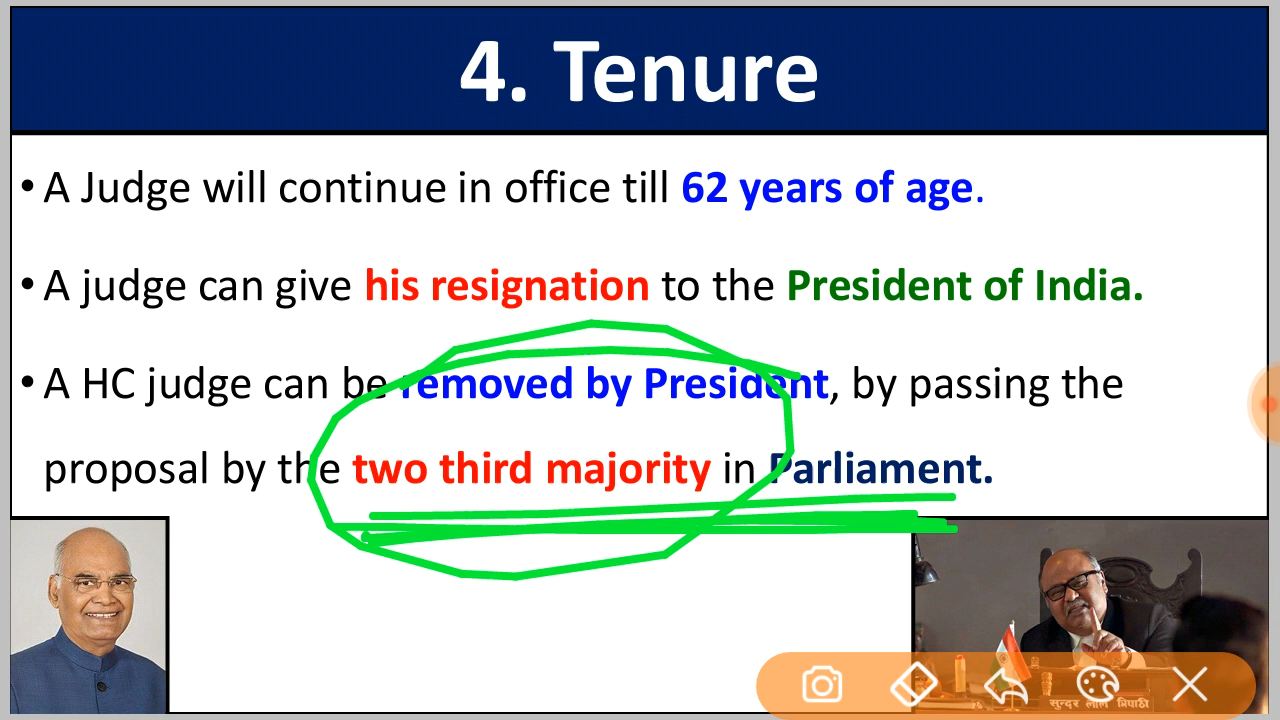 4. Tenure
• A Judge will continue in office till 62 years of age.
• A judge can give his resignation to the President of India.
• A HC judge can be removed by President, by passing the
proposal by the two third majority in Parliament.
सुन्दर लाल त्रिपाठी